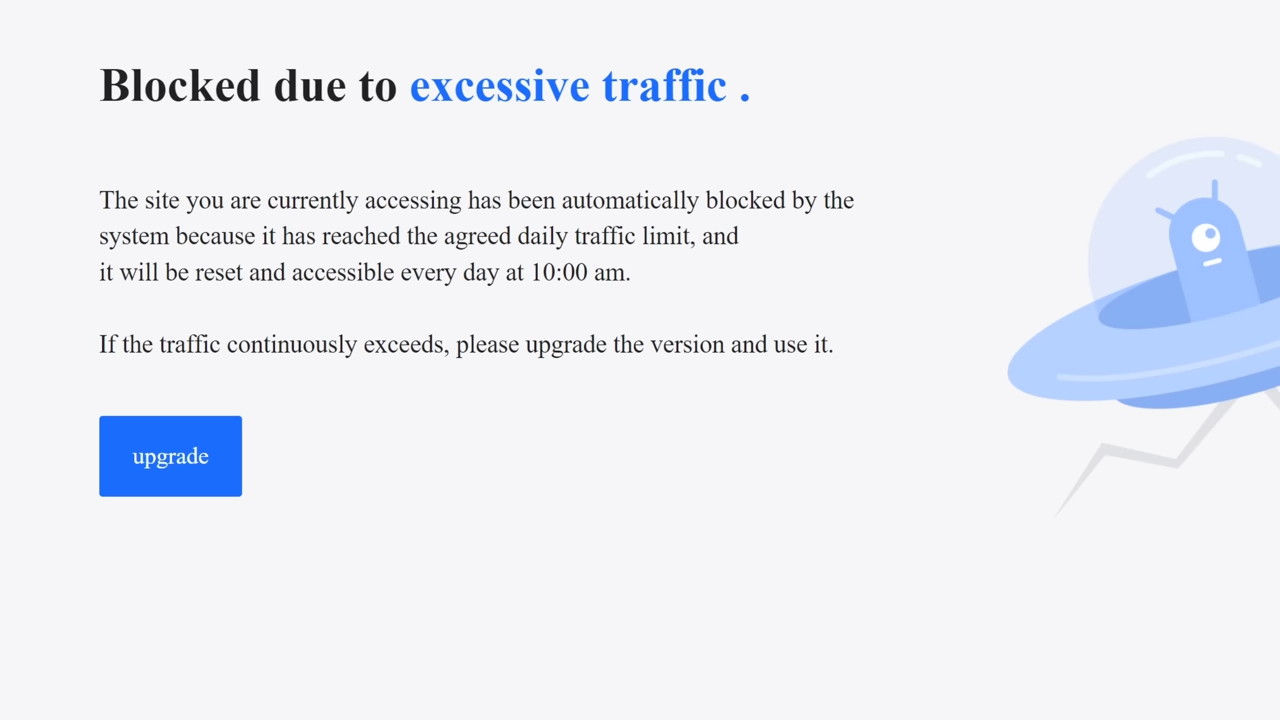 Blocked due to excessive traffic .
The site you are currently accessing has been automatically blocked by the
system because it has reached the agreed daily traffic limit, and
it will be reset and accessible every day at 10:00 am.
If the traffic continuously exceeds, please upgrade the version and use it.
upgrade